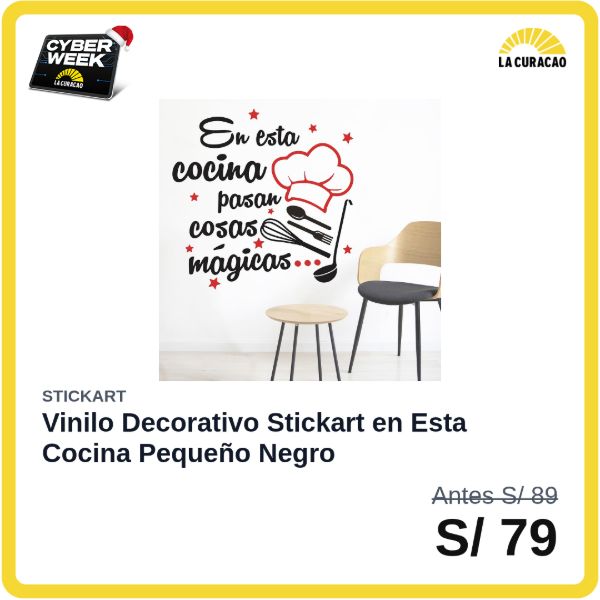 CYBER
WEEK
LA CURACAO
LA CURACAO
En esta
cocina
pasan
cosas
mágicas...
STICKART
Vinilo Decorativo Stickart en Esta
Cocina Pequeño Negro
Antes S/ 89
S/ 79